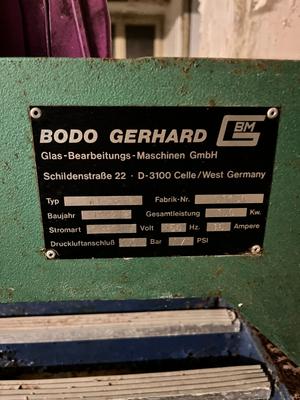 BODO GERHARD GBM
Glas-Bearbeitungs-Maschinen GmbH
Schildenstraße 22 · D-3100 Celle/West Germany
Typ Fabrik-Nr.
Baujahr Gesamtleistung Kw.
Stromart Volt Hz. Ampere
Druckluftanschluß Bar PSI